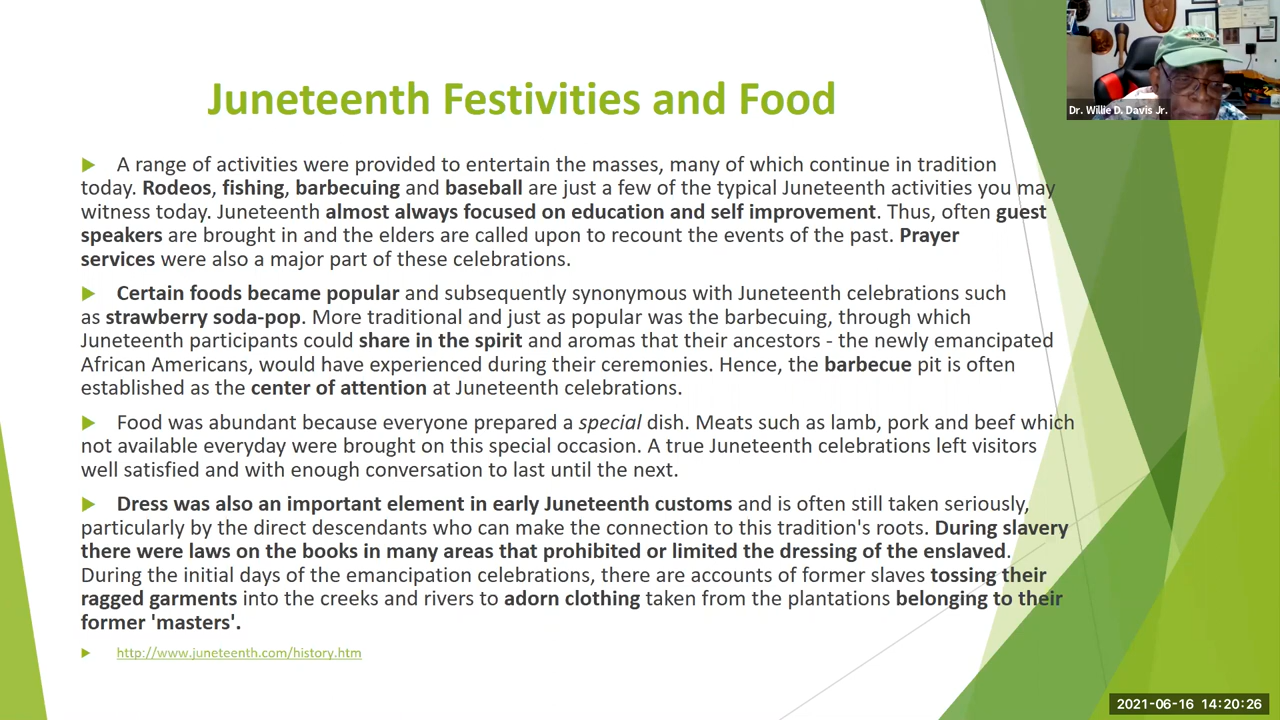 Juneteenth Festivities and Food
Dr. Willie D. Davis Jr.
A range of activities were provided to entertain the masses, many of which continue in tradition
today. Rodeos, fishing, barbecuing and baseball are just a few of the typical Juneteenth activities you may
witness today. Juneteenth almost always focused on education and self improvement. Thus, often guest
speakers are brought in and the elders are called upon to recount the events of the past. Prayer
services were also a major part of these celebrations.
Certain foods became popular and subsequently synonymous with Juneteenth celebrations such
as strawberry soda-pop. More traditional and just as popular was the barbecuing, through which
Juneteenth participants could share in the spirit and aromas that their ancestors - the newly emancipated
African Americans, would have experienced during their ceremonies. Hence, the barbecue pit is often
established as the center of attention at Juneteenth celebrations.
Food was abundant because everyone prepared a special dish. Meats such as lamb, pork and beef which
not available everyday were brought on this special occasion. A true Juneteenth celebrations left visitors
well satisfied and with enough conversation to last until the next.
Dress was also an important element in early Juneteenth customs and is often still taken seriously,
particularly by the direct descendants who can make the connection to this tradition's roots. During slavery
there were laws on the books in many areas that prohibited or limited the dressing of the enslaved.
During the initial days of the emancipation celebrations, there are accounts of former slaves tossing their
ragged garments into the creeks and rivers to adorn clothing taken from the plantations belonging to their
former 'masters'.
http://www.juneteenth.com/history.htm
2021-06-16 14:20:26